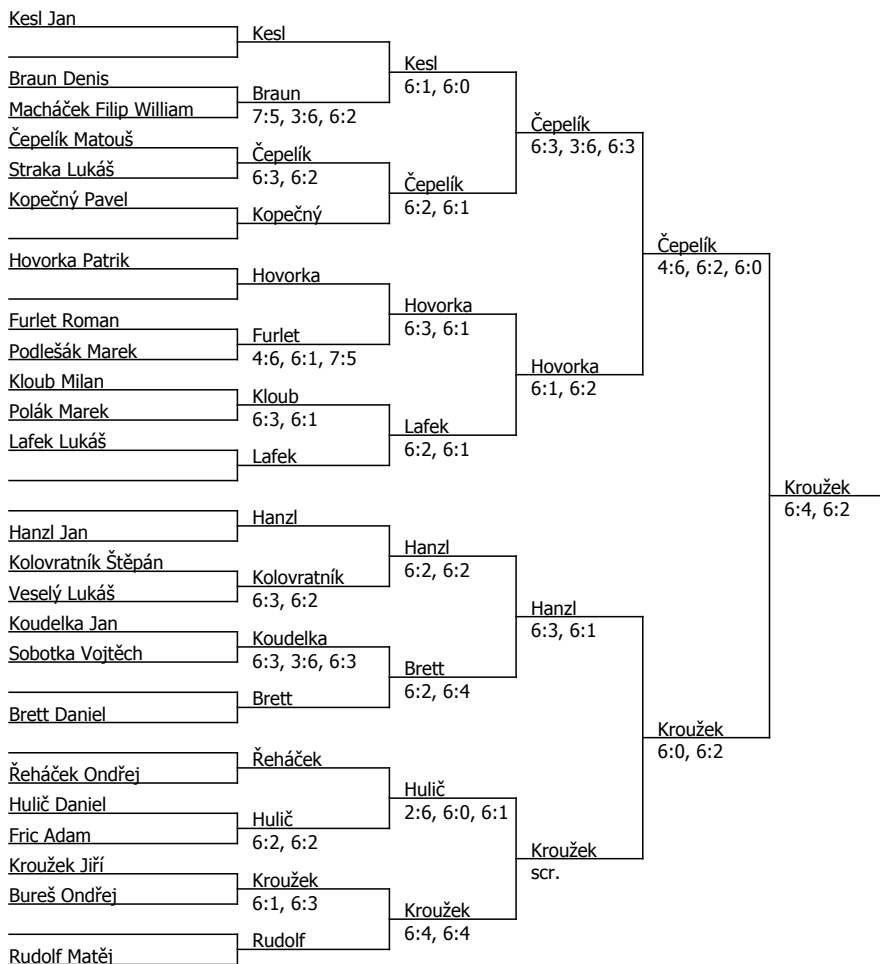 Kesl Jan
Kesl
Braun Denis
Kesl
6:1, 6:0
Macháček Filip William
Braun
7:5, 3:6, 6:2
Čepelík Matouš
Čepelík
6:3, 3:6, 6:3
Straka Lukáš
Čepelík
6:3, 6:2
Kopečný Pavel
Čepelík
6:2, 6:1
Kopečný
Hovorka Patrik
Čepelík
4:6, 6:2, 6:0
Hovorka
Furlet Roman
Hovorka
6:3, 6:1
Podlešák Marek
Furlet
4:6, 6:1, 7:5
Kloub Milan
Hovorka
6:1, 6:2
Polák Marek
Kloub
6:3, 6:1
Lafek Lukáš
Lafek
6:2, 6:1
Lafek
Kroužek
6:4, 6:2
Hanzl Jan
Hanzl
Kolovratník Štěpán
Hanzl
6:2, 6:2
Veselý Lukáš
Kolovratník
6:3, 6:2
Koudelka Jan
Hanzl
6:3, 6:1
Sobotka Vojtěch
Koudelka
6:3, 3:6, 6:3
Brett
6:2, 6:4
Brett Daniel
Brett
Kroužek
6:0, 6:2
Řeháček Ondřej
Řeháček
Hulič Daniel
Hulič
2:6, 6:0, 6:1
Fric Adam
Hulič
6:2, 6:2
Kroužek Jiří
Kroužek
scr.
Bureš Ondřej
Kroužek
6:1, 6:3
Kroužek
6:4, 6:4
Rudolf Matěj
Rudolf